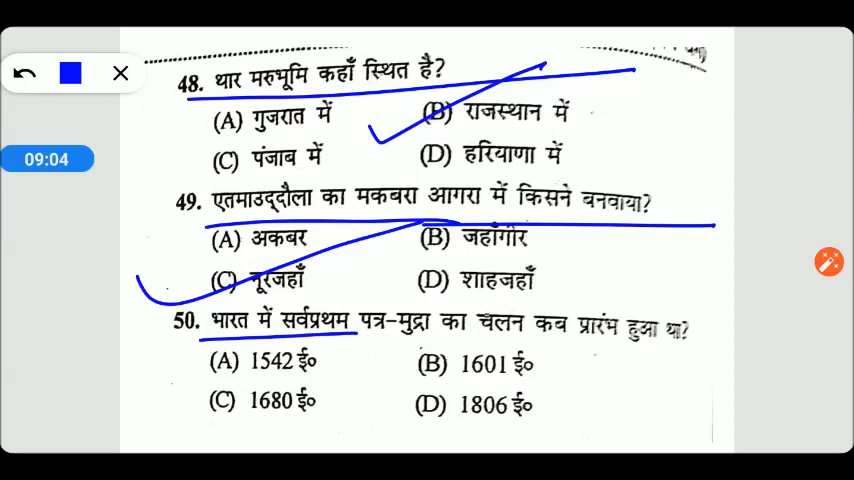 48. थार मरुभूमि कहाँ स्थित है?
(A) गुजरात में (B) राजस्थान में
(C) पंजाब में (D) हरियाणा में
09:04
49. एतमाउद्दौला का मकबरा आगरा में किसने बनवाया?
(A) अकबर (B) जहाँगीर
(C) नूरजहाँ (D) शाहजहाँ
50. भारत में सर्वप्रथम पत्र-मुद्रा का चलन कब प्रारंभ हुआ था?
(A) 1542 ई० (B) 1601 ई०
(C) 1680 ई० (D) 1806 ई०